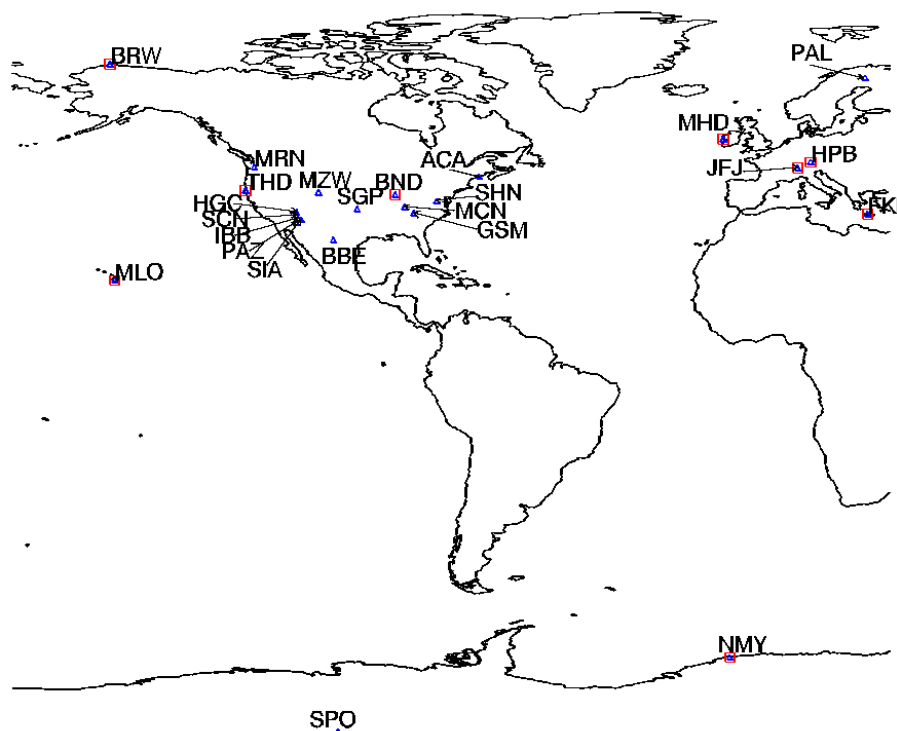 BRW
PAL
MHD
HPB
JFJ
ACA
MRN
THD
MZW
BND
SHN
SGP
HGC
MCN
SCN
GSM
IBB
PAZ
BBE
SIA
MLO
NMY
SPO